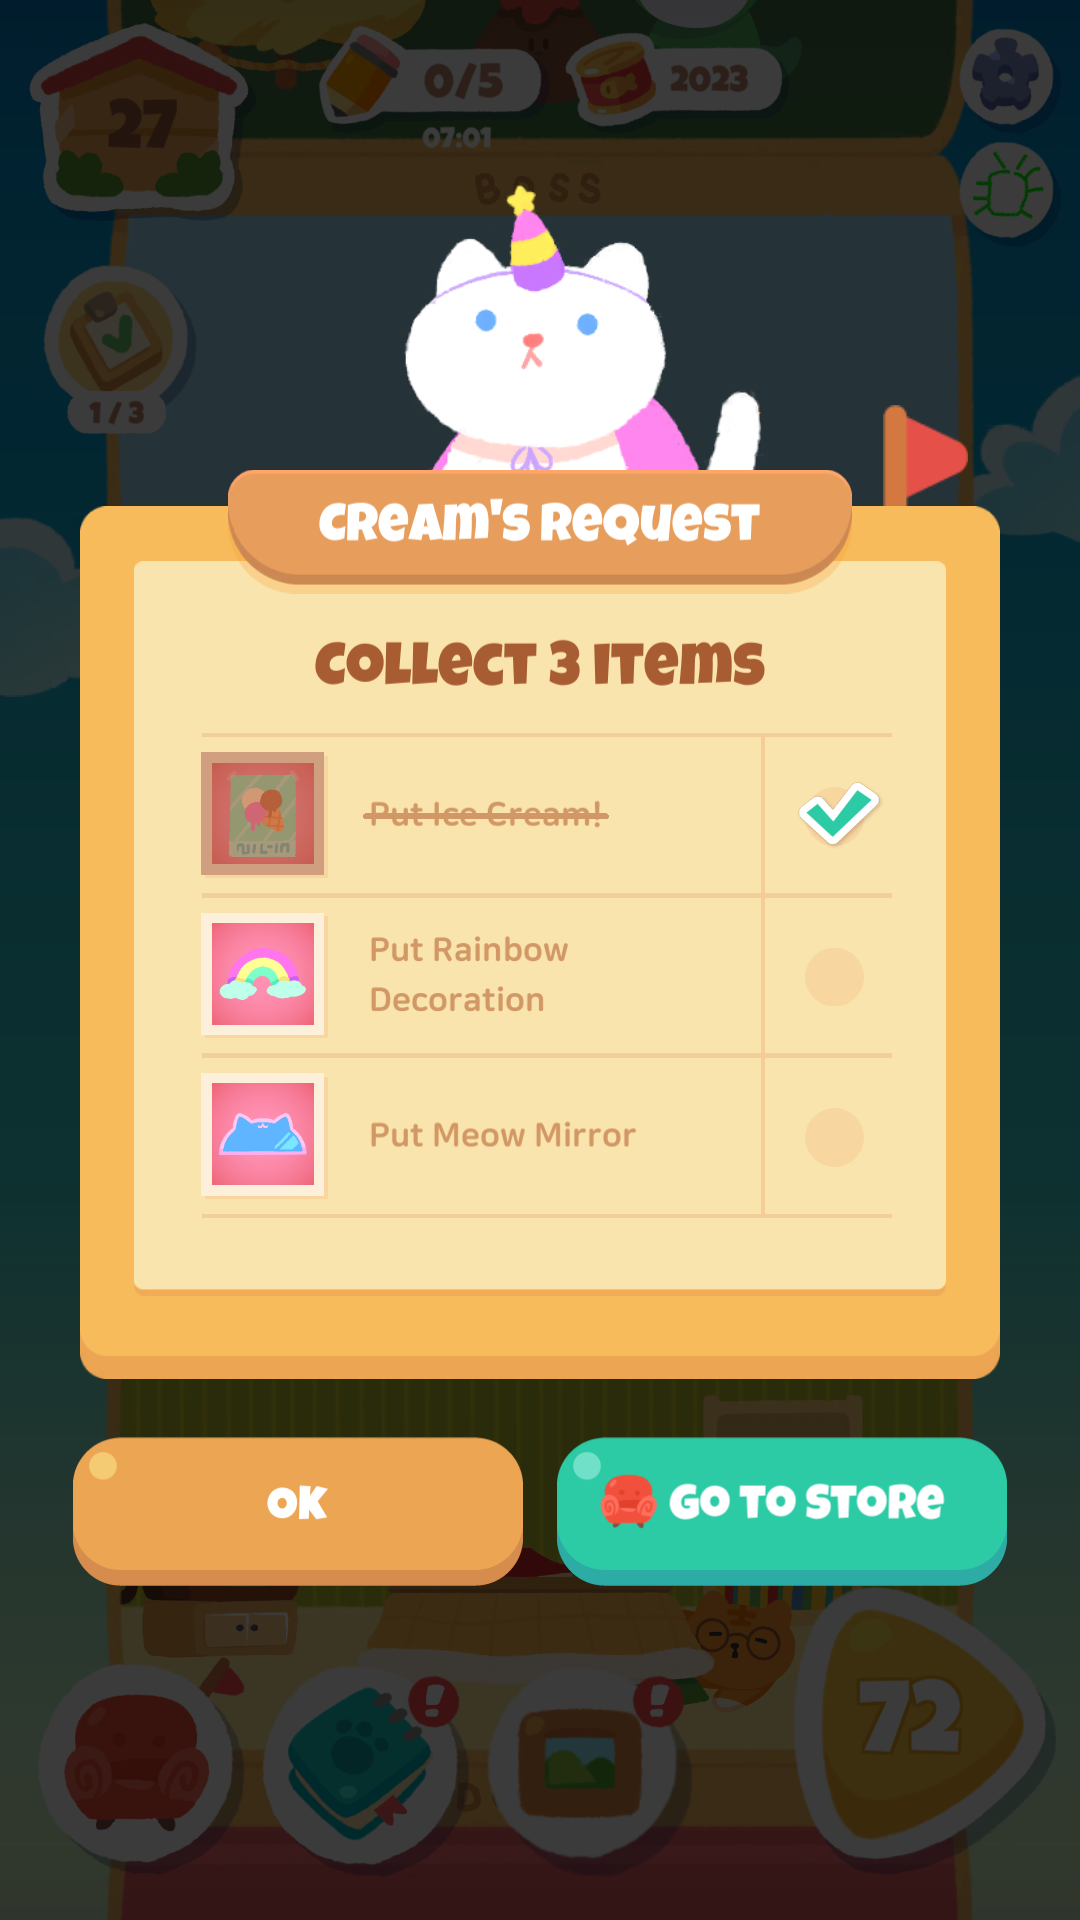 27
0/5
2023
07:01
BOSS
1/3
CREAM'S REQUEST
COLLECT 3 ITEMS
Put Ice Cream!
Put Rainbow
Decoration
Put Meow Mirror
OK
GO TO STORE
!
!
72